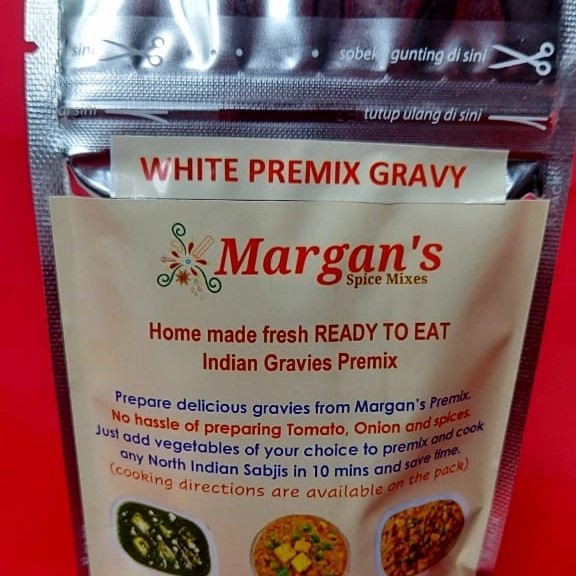 sini
sobek / gunting di sini
di sini
tutup ulang di sini
WHITE PREMIX GRAVY
Margan's
Spice Mixes
Home made fresh READY TO EAT
Indian Gravies Premix
Prepare delicious gravies from Margan's Premix.
No hassle of preparing Tomato, Onion and spices.
Just add vegetables of your choice to premix and cook
any North Indian Sabjis in 10 mins and save time.
(cooking directions are available on the pack)